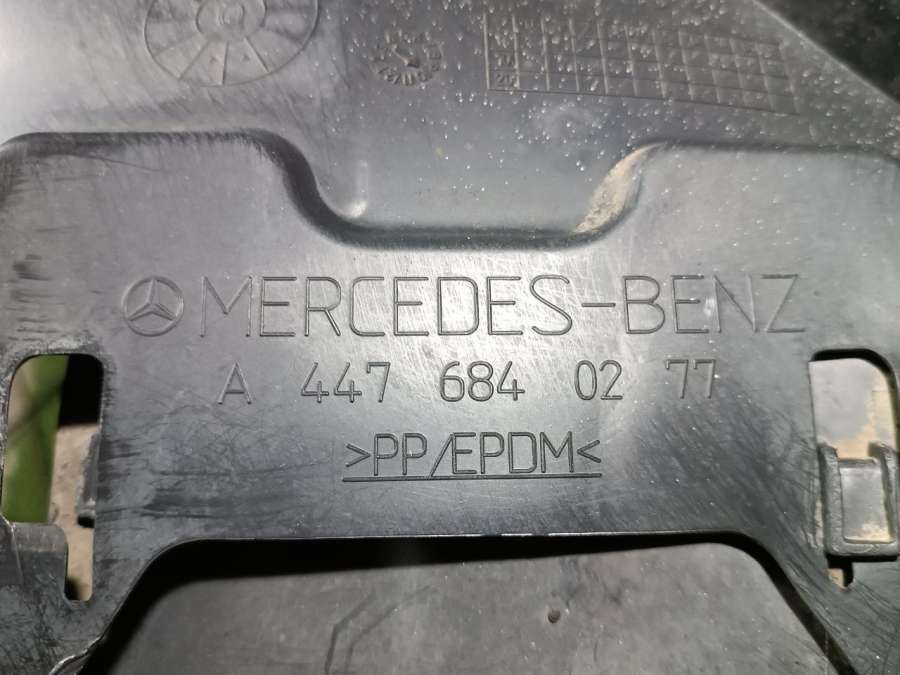 MERCEDES-BENZ
A 447 684 02 77
>PP/EPDM<